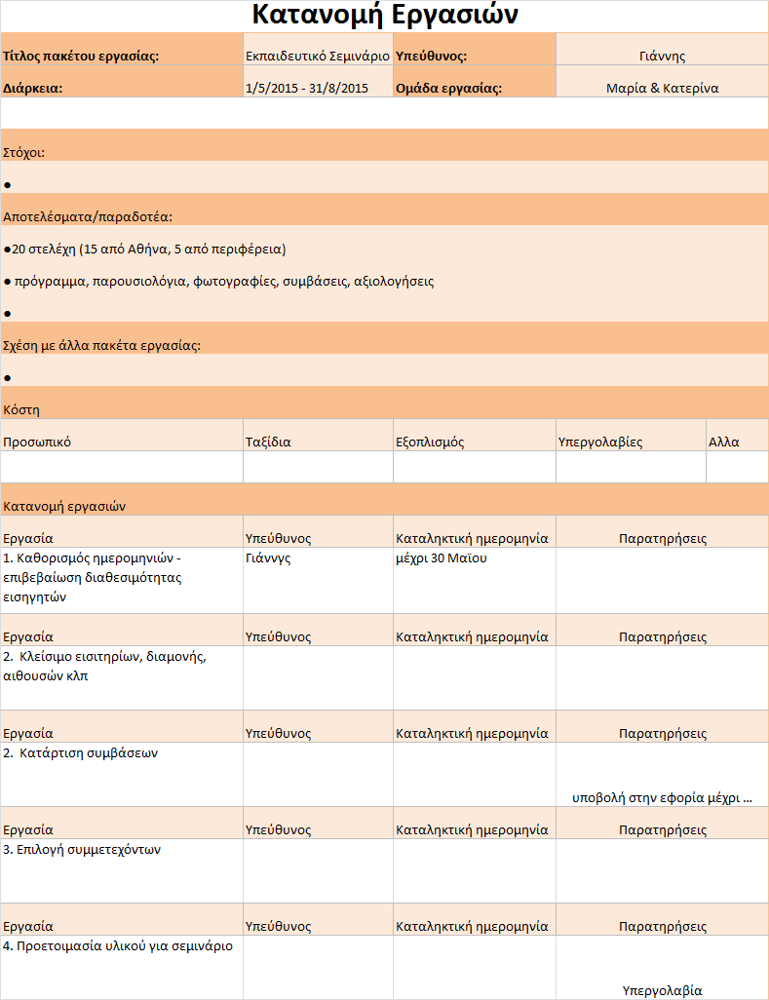 Κατανομή Εργασιών
Τίτλος πακέτου εργασίας: Εκπαιδευτικό Σεμινάριο Υπεύθυνος: Γιάννης
Διάρκεια: 1/5/2015 - 31/8/2015 Ομάδα εργασίας: Μαρία & Κατερίνα
Στόχοι:
●
Αποτελέσματα/παραδοτέα:
●20 στελέχη (15 από Αθήνα, 5 από περιφέρεια)
● πρόγραμμα, παρουσιολόγια, φωτογραφίες, συμβάσεις, αξιολογήσεις
●
Σχέση με άλλα πακέτα εργασίας:
●
Κόστη
Προσωπικό Ταξίδια Εξοπλισμός Υπεργολαβίες Αλλα
Κατανομή εργασιών
Εργασία Υπεύθυνος Καταληκτική ημερομηνία Παρατηρήσεις
1. Καθορισμός ημερομηνιών - Γιάννγς μέχρι 30 Μαϊου
επιβεβαίωση διαθεσιμότητας
εισηγητών
Εργασία Υπεύθυνος Καταληκτική ημερομηνία Παρατηρήσεις
2. Κλείσιμο εισιτηρίων, διαμονής,
αιθουσών κλπ
Εργασία Υπεύθυνος Καταληκτική ημερομηνία Παρατηρήσεις
2. Κατάρτιση συμβάσεων
υποβολή στην εφορία μέχρι ...
Εργασία Υπεύθυνος Καταληκτική ημερομηνία Παρατηρήσεις
3. Επιλογή συμμετεχόντων
Εργασία Υπεύθυνος Καταληκτική ημερομηνία Παρατηρήσεις
4. Προετοιμασία υλικού για σεμινάριο
Υπεργολαβία